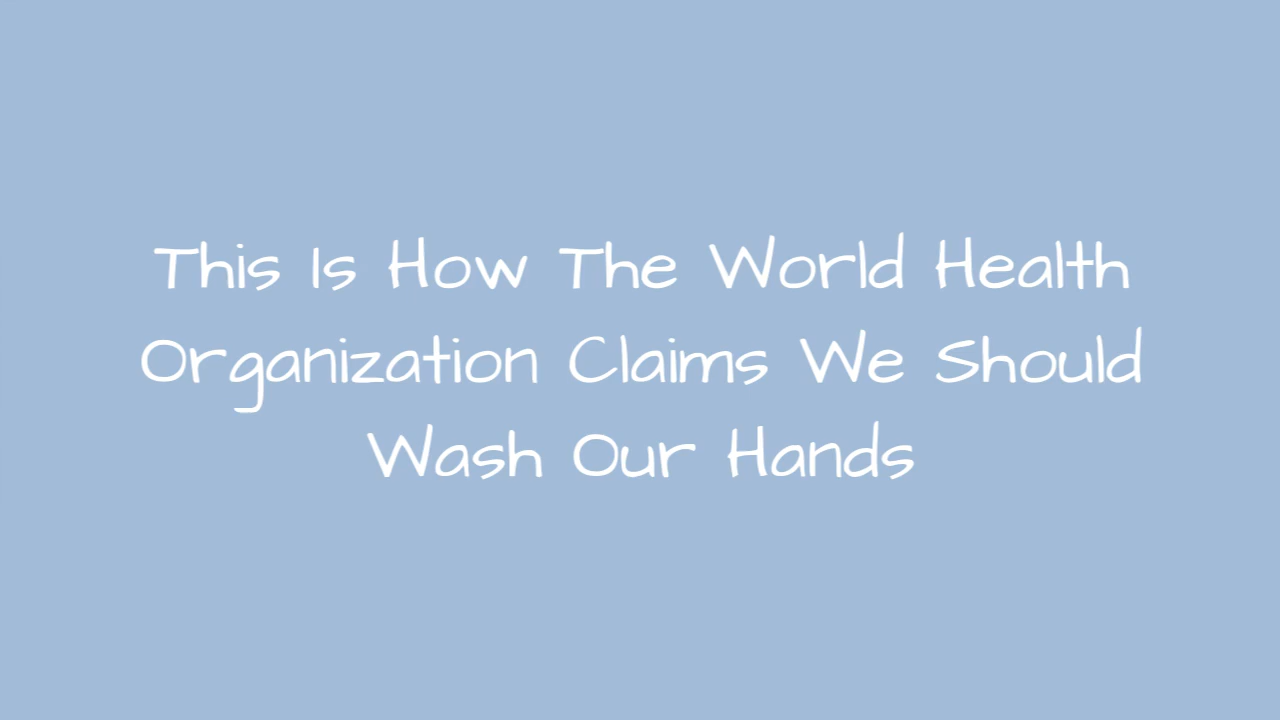 This Is How The World Health
Organization Claims We Should
Wash Our Hands